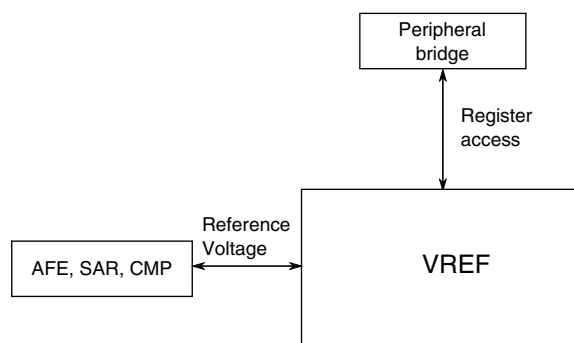 Peripheral
bridge
Register
access
Reference
Voltage
AFE, SAR, CMP
VREF